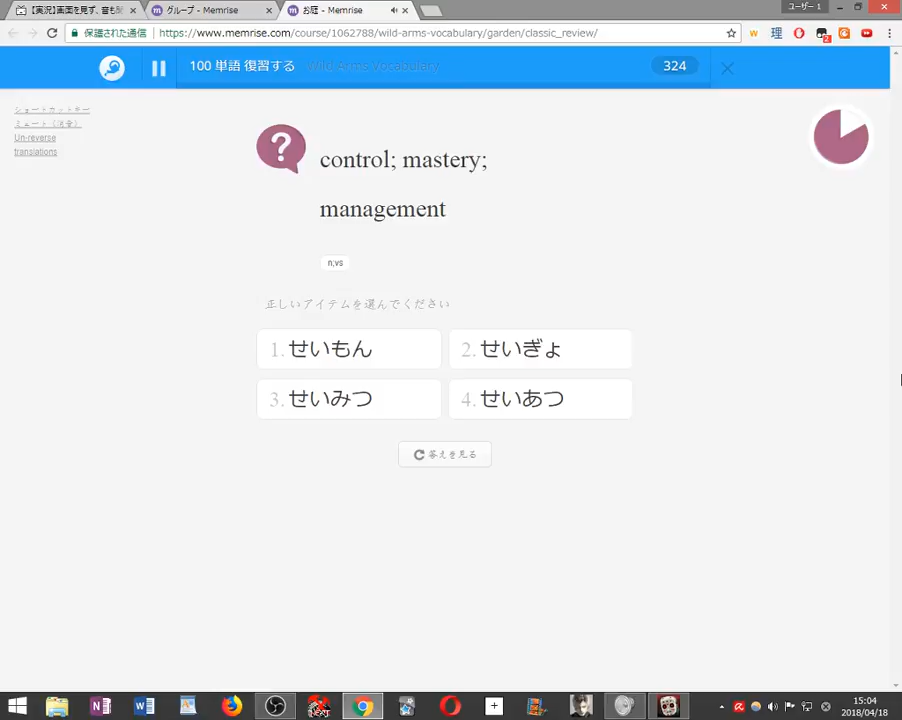 【実況】画面を見ず、音も
グループ - Memrise
お庭 - Memrise
ユーザー 1
保護された通信
https://www.memrise.com/course/1062788/wild-arms-vocabulary/garden/classic_review/
理
2
100 単語 復習する
Wild Arms Vocabulary
324
ショートカットキー
ミュート (消音)
Un-reverse
translations
?
control; mastery;
management
n;vs
正しいアイテムを選んでください
1. せいもん
2. せいぎょ
3. せいみつ
4. せいあつ
答えを見る
15:04
2018/04/18